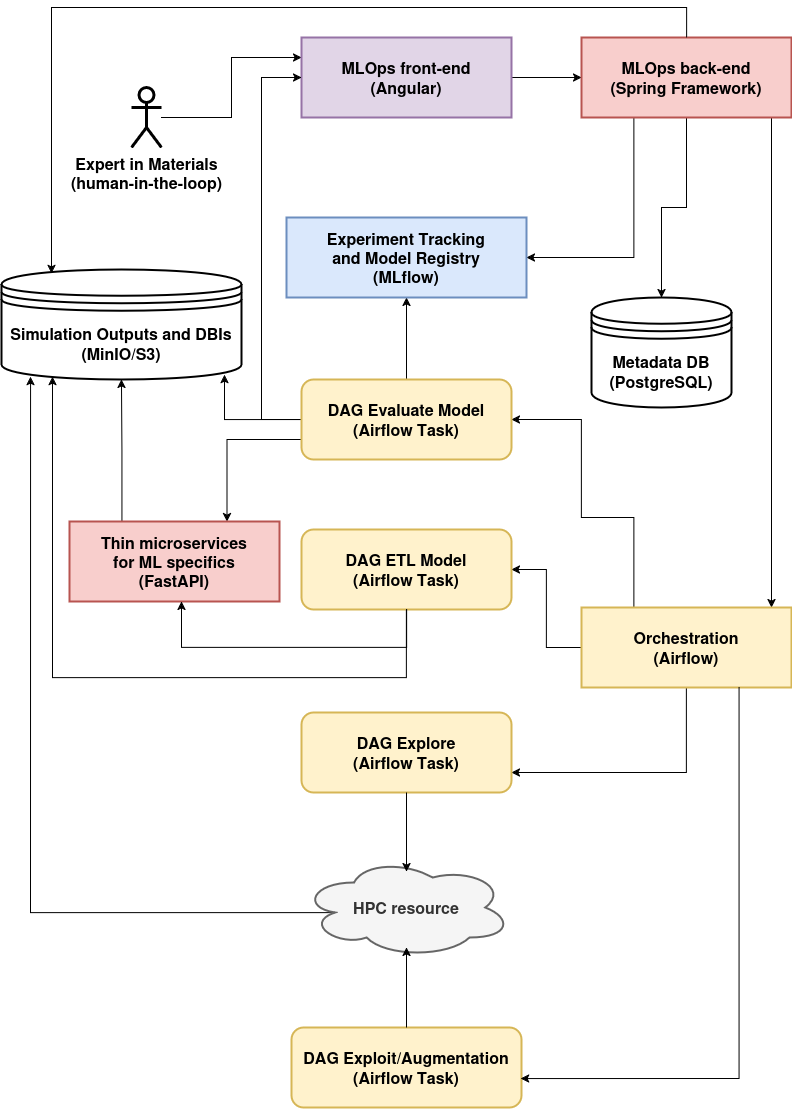 MLOps front-end
(Angular)
MLOps back-end
(Spring Framework)
Expert in Materials
(human-in-the-loop)
Experiment Tracking
and Model Registry
(MLflow)
Simulation Outputs and DBIs
(MinIO/S3)
Metadata DB
(PostgreSQL)
DAG Evaluate Model
(Airflow Task)
Thin microservices
for ML specifics
(FastAPI)
DAG ETL Model
(Airflow Task)
Orchestration
(Airflow)
DAG Explore
(Airflow Task)
HPC resource
DAG Exploit/Augmentation
(Airflow Task)